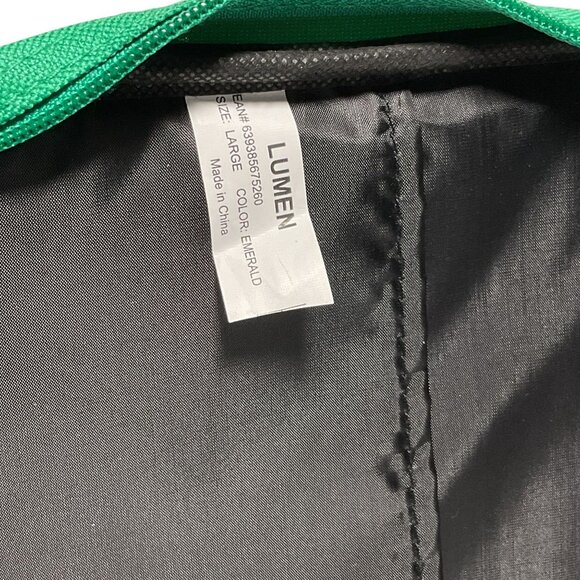 LUMEN
EAN# 639385675260
SIZE: LARGE COLOR: EMERALD
Made in China